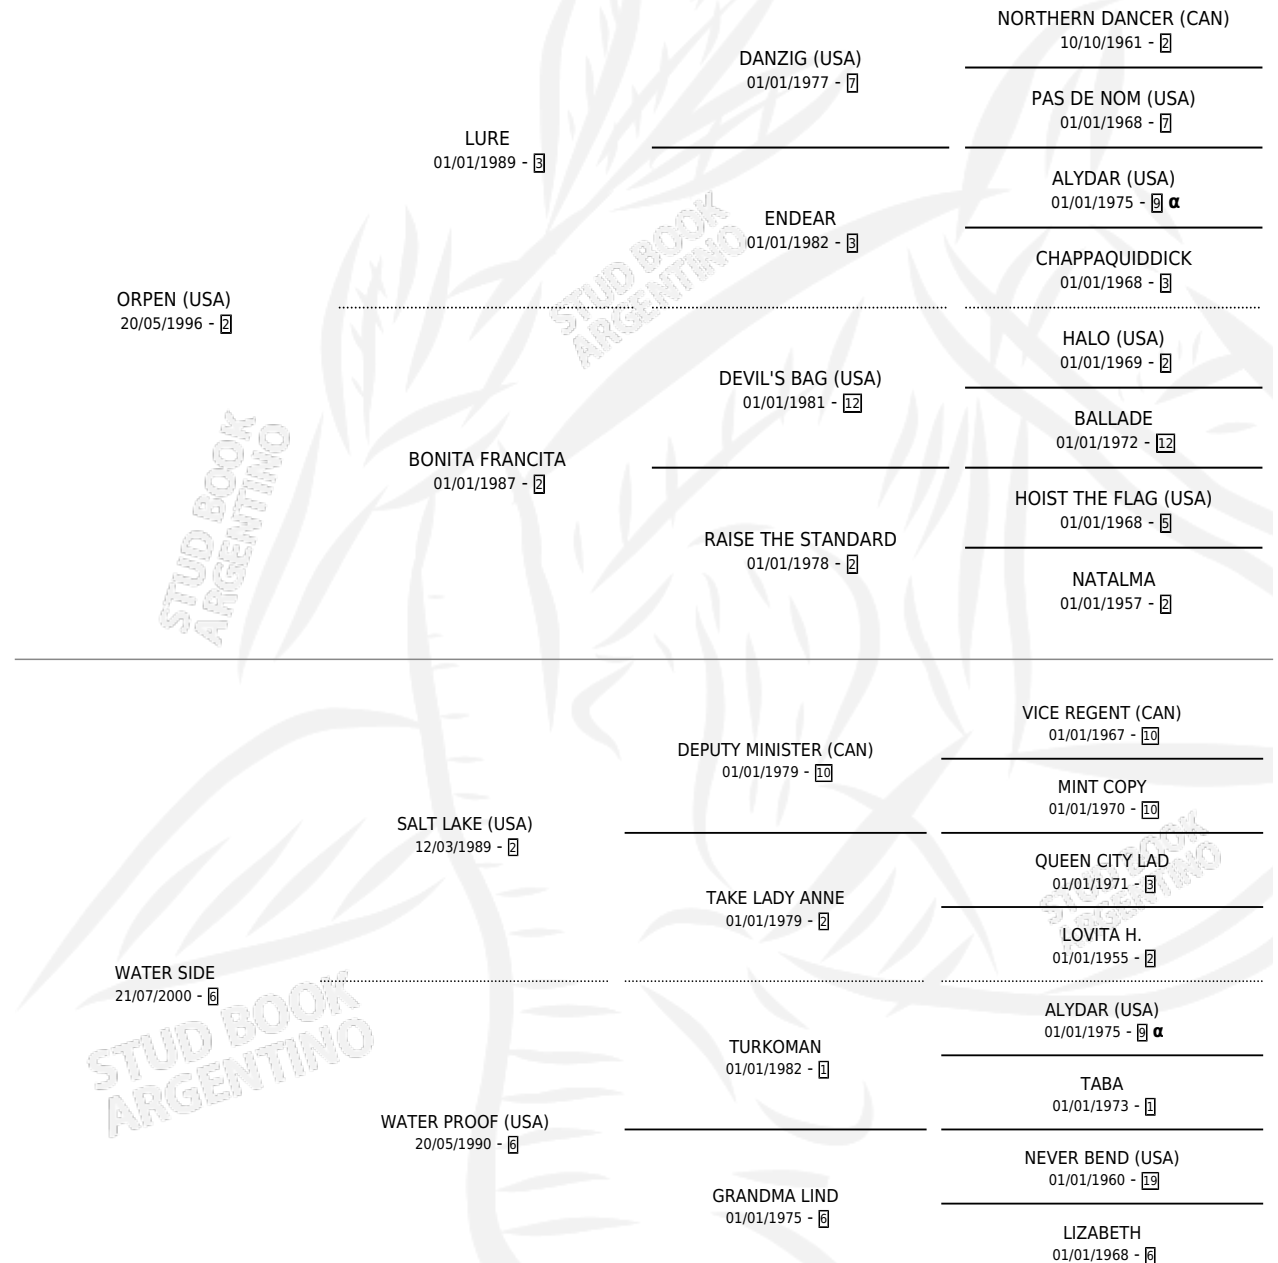 NORTHERN DANCER (CAN)
10/10/1961 - 2
DANZIG (USA)
01/01/1977 - 7
PAS DE NOM (USA)
01/01/1968 - 7
LURE
01/01/1989 - 3
ALYDAR (USA)
01/01/1975 - 9 α
ENDEAR
01/01/1982 - 3
CHAPPAQUIDDICK
01/01/1968 - 3
ORPEN (USA)
20/05/1996 - 2
HALO (USA)
01/01/1969 - 2
DEVIL'S BAG (USA)
01/01/1981 - 12
BALLADE
01/01/1972 - 12
BONITA FRANCITA
01/01/1987 - 2
HOIST THE FLAG (USA)
01/01/1968 - 5
RAISE THE STANDARD
01/01/1978 - 2
NATALMA
01/01/1957 - 2
VICE REGENT (CAN)
01/01/1967 - 10
DEPUTY MINISTER (CAN)
01/01/1979 - 10
MINT COPY
01/01/1970 - 10
SALT LAKE (USA)
12/03/1989 - 2
QUEEN CITY LAD
01/01/1971 - 3
TAKE LADY ANNE
01/01/1979 - 2
LOVITA H.
01/01/1955 - 2
WATER SIDE
21/07/2000 - 6
ALYDAR (USA)
01/01/1975 - 9 α
TURKOMAN
01/01/1982 - 1
TABA
01/01/1973 - 1
WATER PROOF (USA)
20/05/1990 - 6
NEVER BEND (USA)
01/01/1960 - 19
GRANDMA LIND
01/01/1975 - 6
LIZABETH
01/01/1968 - 6
STUD BOOK
ARGENTINO
STUD BOOK
ARGENTINO
STUD BOOK
ARGENTINO
STUD BOOK
ARGENTINO